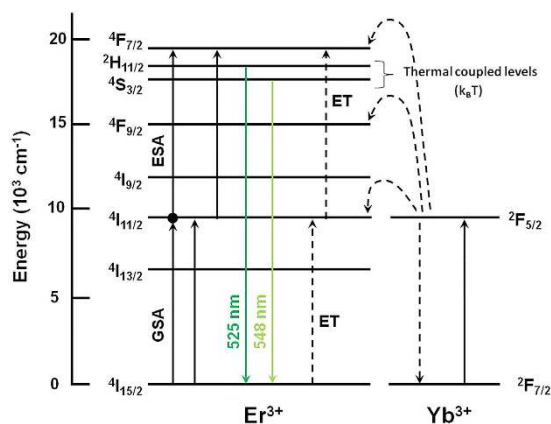 Energy (10³ cm⁻¹)
20
15
10
5
0
⁴F₇/₂
²H₁₁/₂
⁴S₃/₂
⁴F₉/₂
⁴I₉/₂
⁴I₁₁/₂
⁴I₁₃/₂
⁴I₁₅/₂
ESA
GSA
525 nm
548 nm
ET
ET
Thermal coupled levels
(k_BT)
²F₅/₂
²F₇/₂
Er³⁺
Yb³⁺